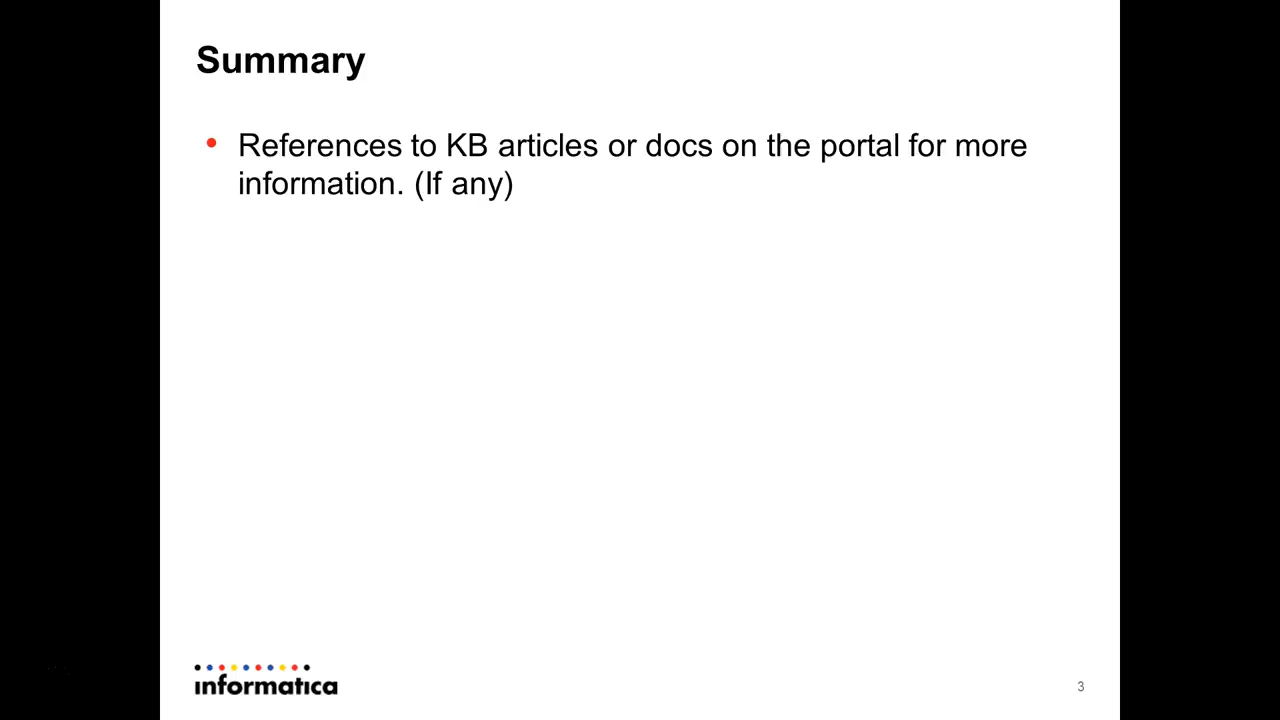 Summary
• References to KB articles or docs on the portal for more
information. (If any)
informatica
3